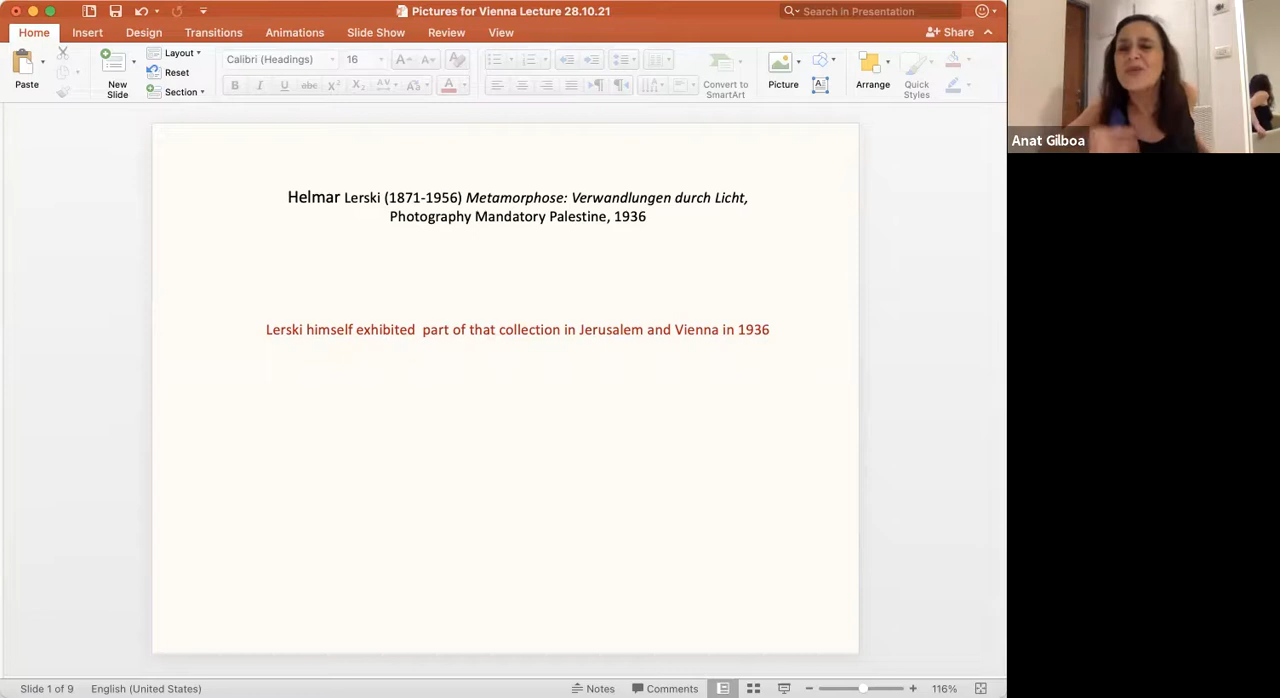 Pictures for Vienna Lecture 28.10.21
Search in Presentation
Home Insert Design Transitions Animations Slide Show Review View
Share
Paste
New Slide
Layout
Reset
Section
Calibri (Headings) 16
B I U abc X² X₂ A
Convert to SmartArt
Picture
Arrange
Quick Styles
Anat Gilboa
Helmar Lerski (1871-1956) Metamorphose: Verwandlungen durch Licht,
Photography Mandatory Palestine, 1936
Lerski himself exhibited part of that collection in Jerusalem and Vienna in 1936
Slide 1 of 9 English (United States)
Notes Comments 116%